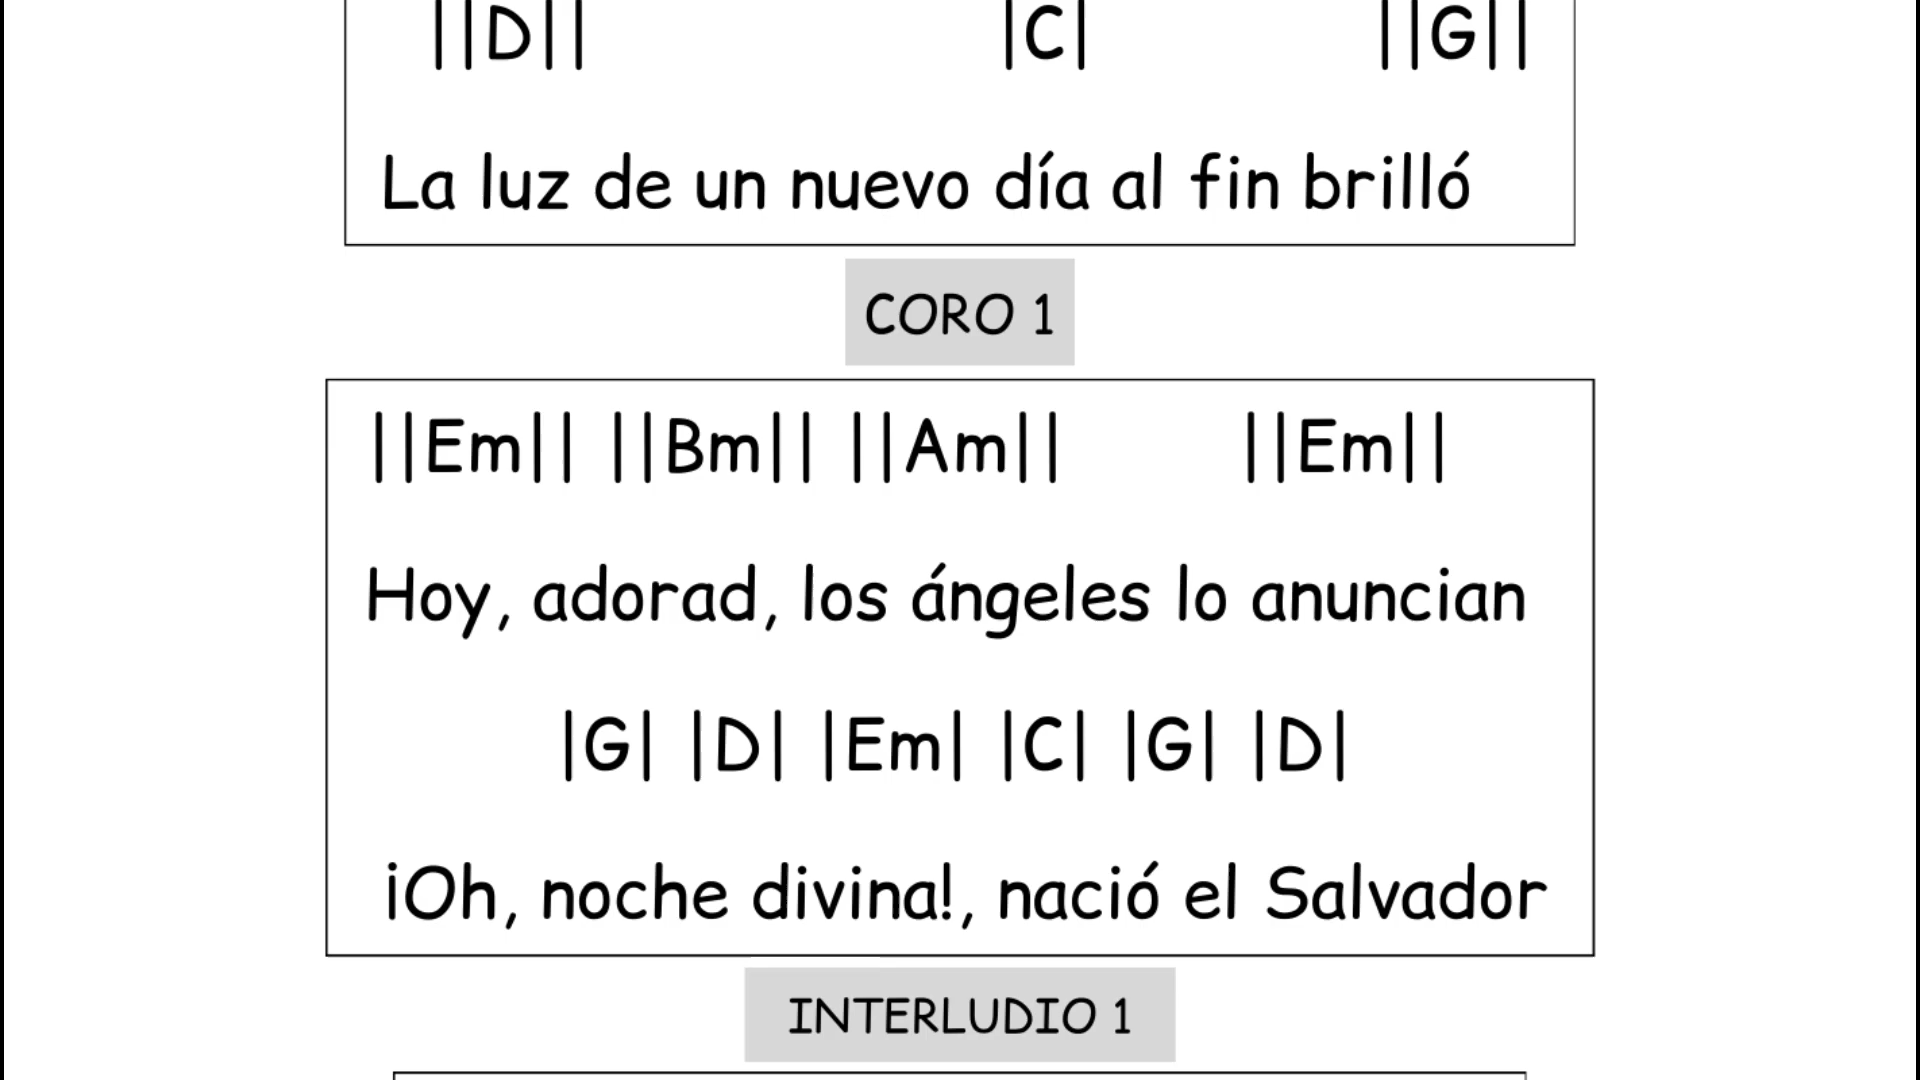 ||D|| |C| ||G||
La luz de un nuevo día al fin brilló
CORO 1
||Em|| ||Bm|| ||Am|| ||Em||
Hoy, adorad, los ángeles lo anuncian
|G| |D| |Em| |C| |G| |D|
¡Oh, noche divina!, nació el Salvador
INTERLUDIO 1